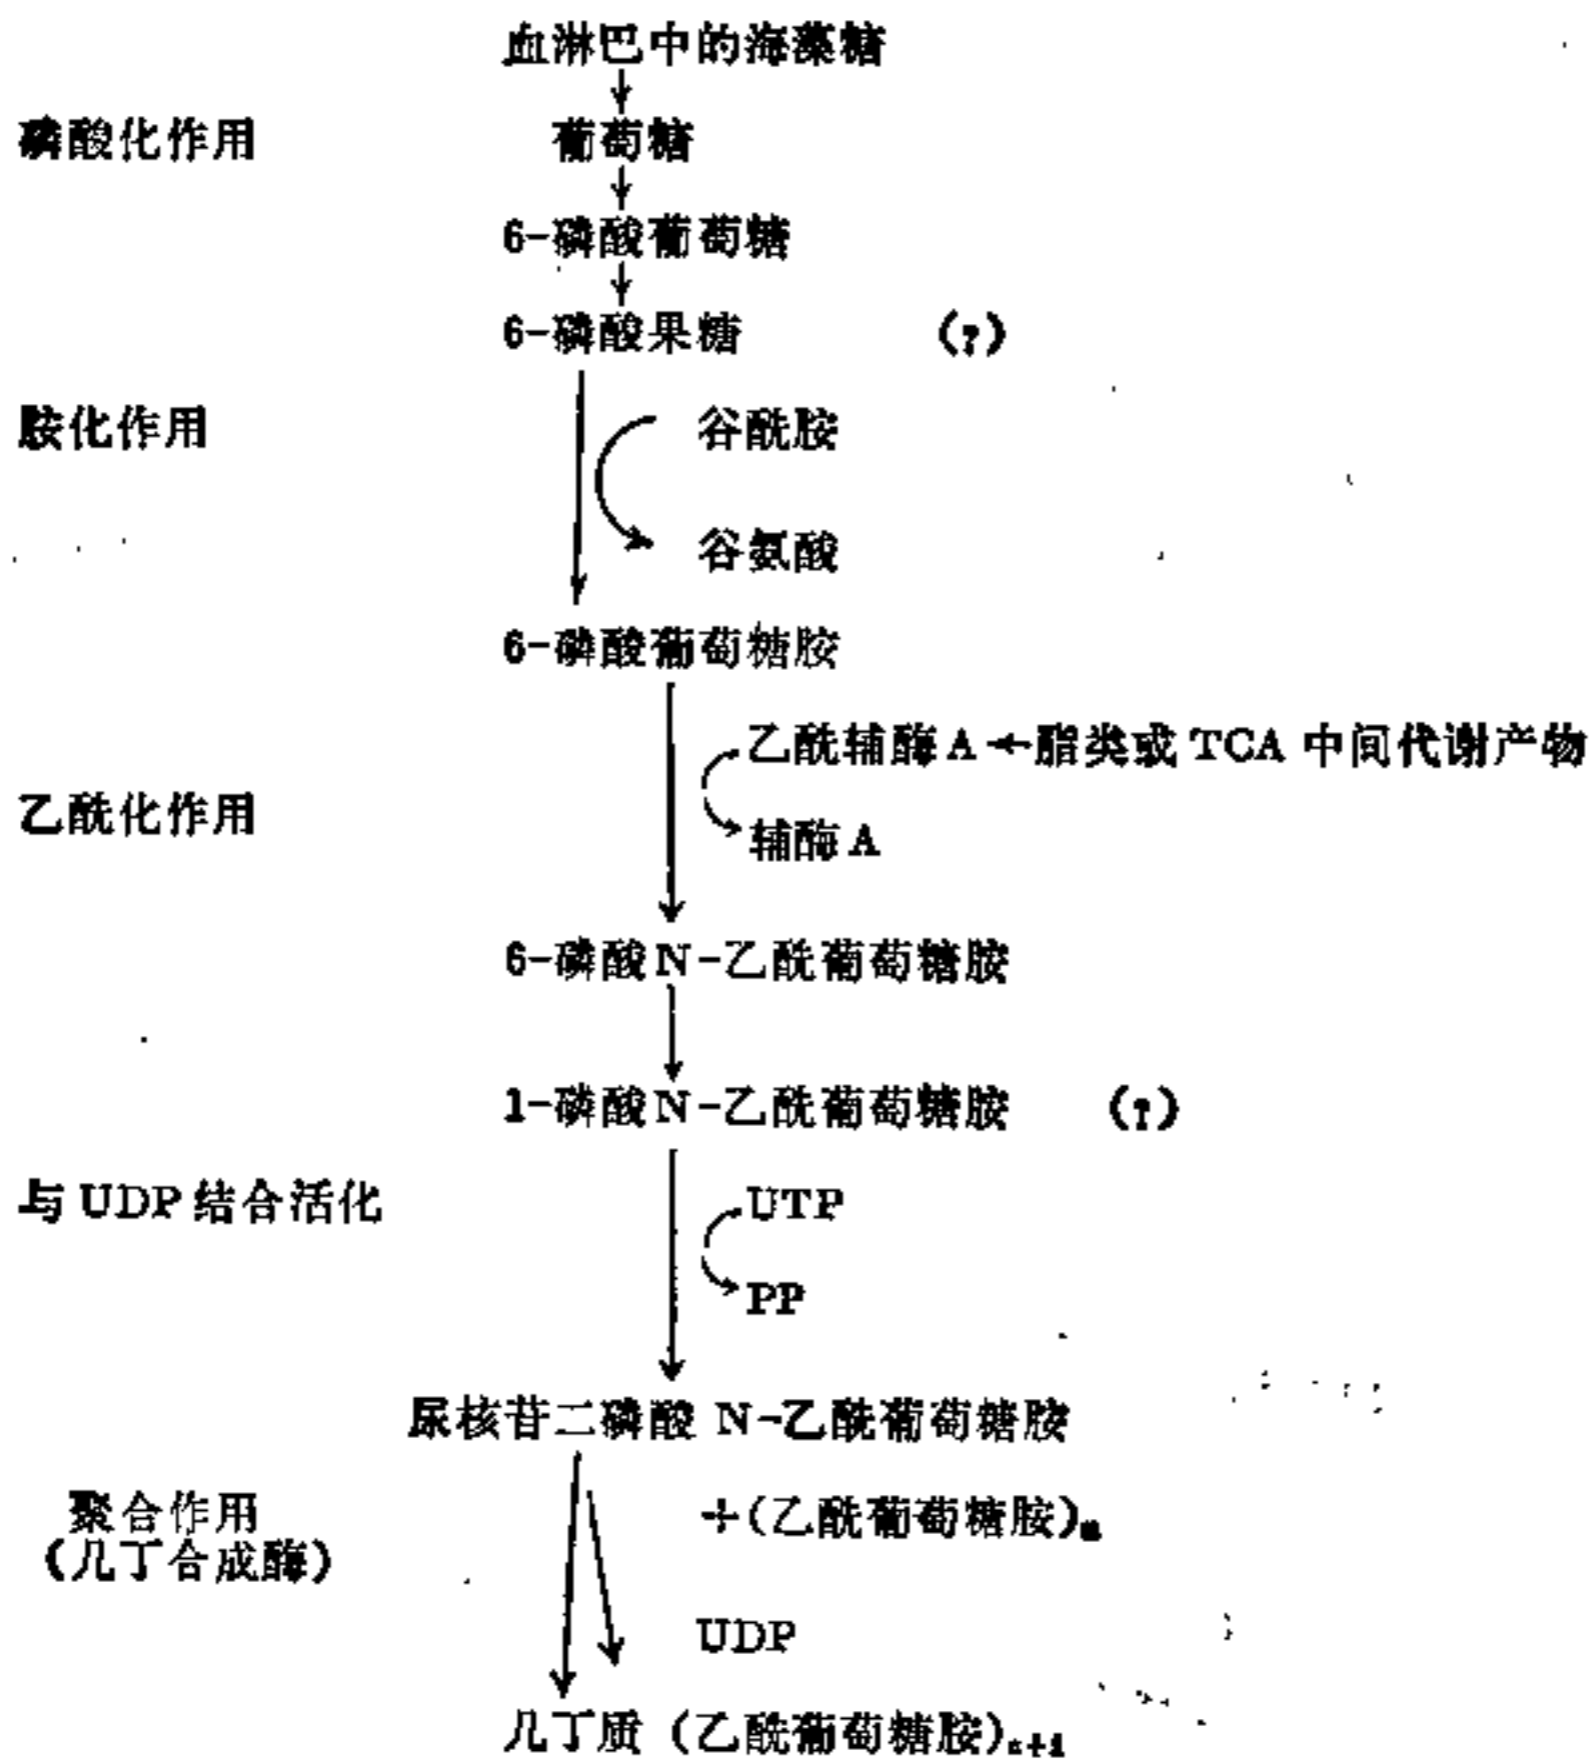 血淋巴中的海藻糖
磷酸化作用 葡萄糖
6-磷酸葡萄糖
6-磷酸果糖 (?)
胺化作用 谷酰胺
谷氨酸
6-磷酸葡萄糖胺
乙酰辅酶A←脂类或TCA中间代谢产物
乙酰化作用
辅酶A
6-磷酸N-乙酰葡萄糖胺
1-磷酸N-乙酰葡萄糖胺 (?)
与UDP结合活化 UTP
PP
尿核苷二磷酸 N-乙酰葡萄糖胺
聚合作用 +(乙酰葡萄糖胺)n
(几丁合成酶)
UDP
几丁质 (乙酰葡萄糖胺)n+1